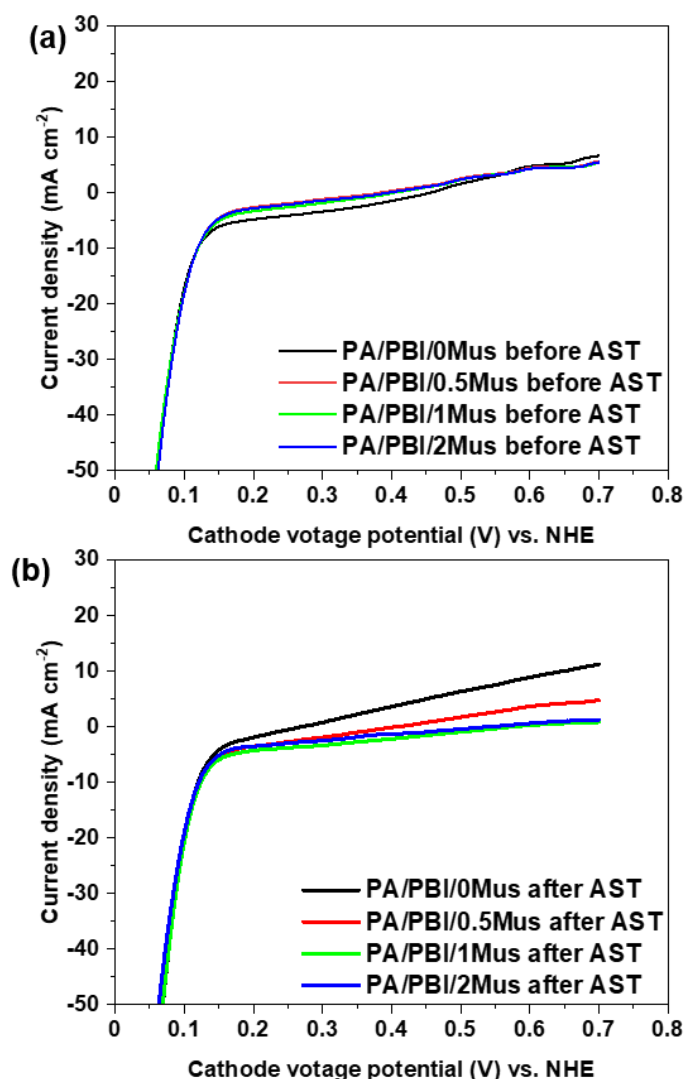 (a)
30
20
10
0
-10
-20
-30
-40
-50
Current density (mA cm-2)
PA/PBI/0Mus before AST
PA/PBI/0.5Mus before AST
PA/PBI/1Mus before AST
PA/PBI/2Mus before AST
0 0.1 0.2 0.3 0.4 0.5 0.6 0.7 0.8
Cathode votage potential (V) vs. NHE
(b)
30
20
10
0
-10
-20
-30
-40
-50
Current density (mA cm-2)
PA/PBI/0Mus after AST
PA/PBI/0.5Mus after AST
PA/PBI/1Mus after AST
PA/PBI/2Mus after AST
0 0.1 0.2 0.3 0.4 0.5 0.6 0.7 0.8
Cathode votage potential (V) vs. NHE